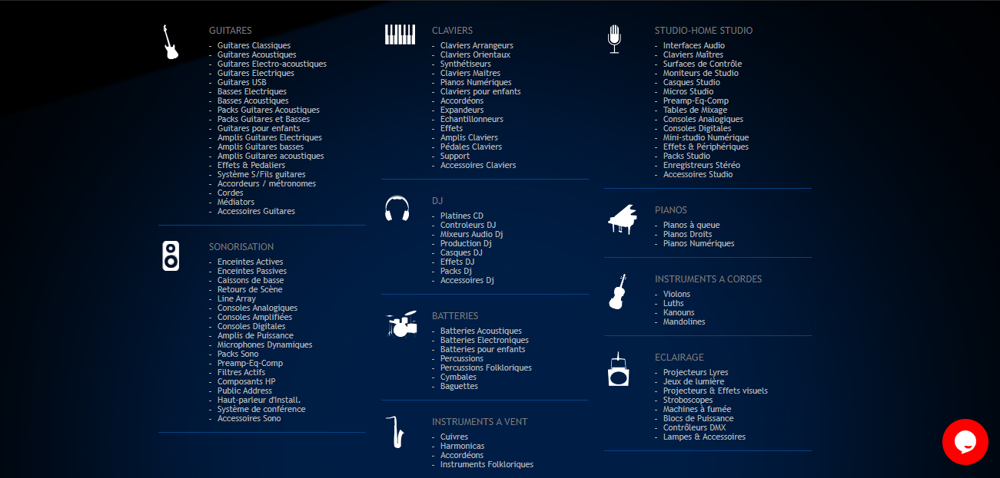 GUITARES
- Guitares Classiques
- Guitares Acoustiques
- Guitares Electro-acoustiques
- Guitares Electriques
- Guitares USB
- Basses Electriques
- Basses Acoustiques
- Packs Guitares Acoustiques
- Packs Guitares et Basses
- Guitares pour enfants
- Amplis Guitares Electriques
- Amplis Guitares basses
- Amplis Guitares acoustiques
- Effets & Pedaliers
- Système S/Fils guitares
- Accordeurs / métronomes
- Cordes
- Médiators
- Accessoires Guitares
SONORISATION
- Enceintes Actives
- Enceintes Passives
- Caissons de basse
- Retours de Scène
- Line Array
- Consoles Analogiques
- Consoles Amplifiées
- Consoles Digitales
- Amplis de Puissance
- Microphones Dynamiques
- Packs Sono
- Preamp-Eq-Comp
- Filtres Actifs
- Composants HP
- Public Address
- Haut-parleur d'Install.
- Système de conférence
- Accessoires Sono
CLAVIERS
- Claviers Arrangeurs
- Claviers Orientaux
- Synthétiseurs
- Claviers Maitres
- Pianos Numériques
- Claviers pour enfants
- Accordéons
- Expandeurs
- Echantillonneurs
- Effets
- Amplis Claviers
- Pédales Claviers
- Support
- Accessoires Claviers
DJ
- Platines CD
- Controleurs DJ
- Mixeurs Audio Dj
- Production Dj
- Casques DJ
- Effets DJ
- Packs Dj
- Accessoires Dj
BATTERIES
- Batteries Acoustiques
- Batteries Electroniques
- Batteries pour enfants
- Percussions
- Percussions Folkloriques
- Cymbales
- Baguettes
INSTRUMENTS A VENT
- Cuivres
- Harmonicas
- Accordéons
- Instruments Folkloriques
STUDIO-HOME STUDIO
- Interfaces Audio
- Claviers Maîtres
- Surfaces de Contrôle
- Moniteurs de Studio
- Casques Studio
- Micros Studio
- Preamp-Eq-Comp
- Tables de Mixage
- Consoles Analogiques
- Consoles Digitales
- Mini-studio Numérique
- Effets & Périphériques
- Packs Studio
- Enregistreurs Stéréo
- Accessoires Studio
PIANOS
- Pianos à queue
- Pianos Droits
- Pianos Numériques
INSTRUMENTS A CORDES
- Violons
- Luths
- Kanouns
- Mandolines
ECLAIRAGE
- Projecteurs Lyres
- Jeux de lumière
- Projecteurs & Effets visuels
- Stroboscopes
- Machines à fumée
- Blocs de Puissance
- Contrôleurs DMX
- Lampes & Accessoires